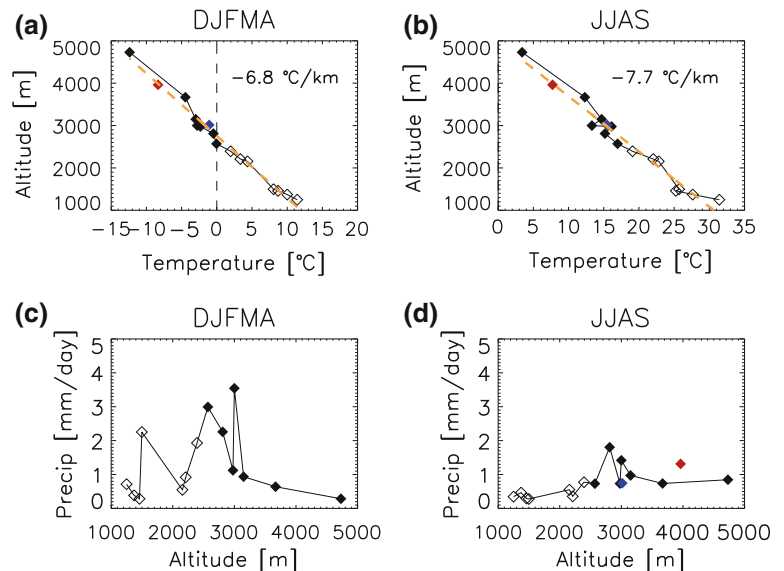 (a) DJFMA
Altitude [m]
5000
4000
3000
2000
1000
-6.8 °C/km
-15 -10 -5 0 5 10 15 20
Temperature [°C]
(b) JJAS
Altitude [m]
5000
4000
3000
2000
1000
-7.7 °C/km
0 5 10 15 20 25 30 35
Temperature [°C]
(c) DJFMA
Precip [mm/day]
5
4
3
2
1
0
1000 2000 3000 4000 5000
Altitude [m]
(d) JJAS
Precip [mm/day]
5
4
3
2
1
0
1000 2000 3000 4000 5000
Altitude [m]